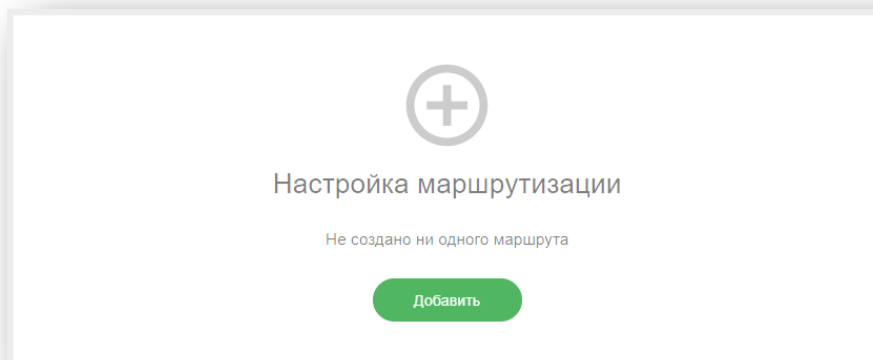 Настройка маршрутизации
Не создано ни одного маршрута
Добавить